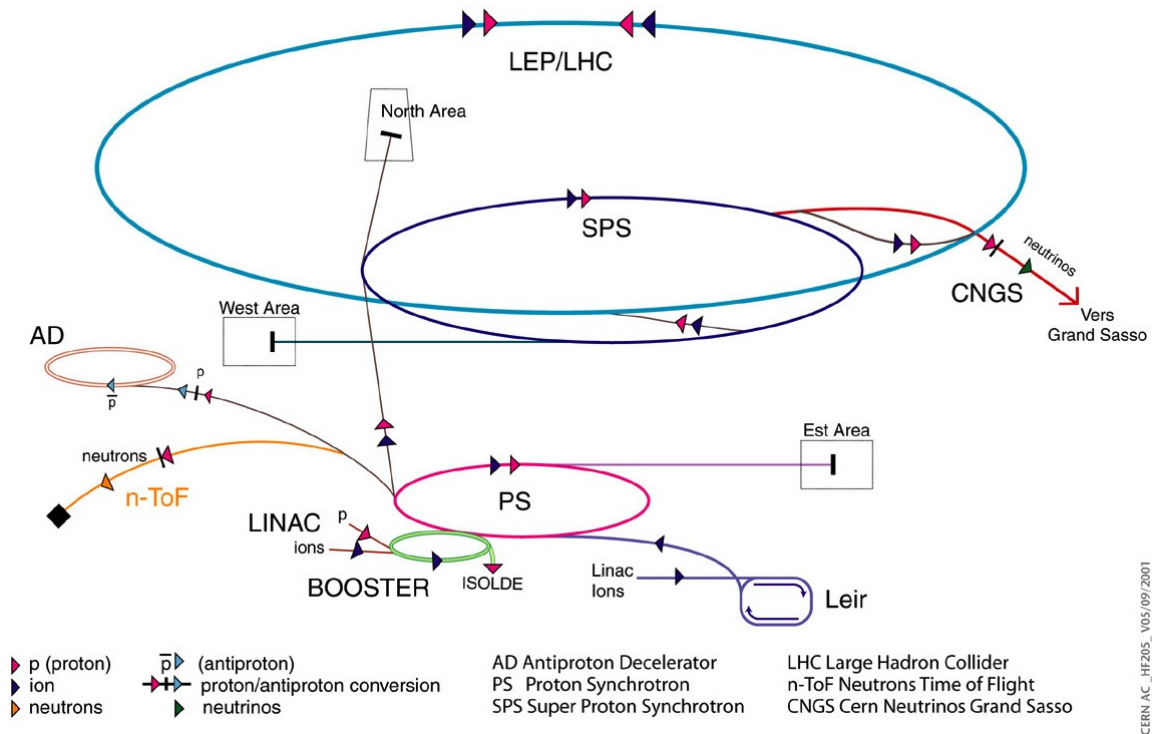 LEP/LHC
North Area
SPS
neutrinos
CNGS
Vers
Grand Sasso
West Area
AD
p
p̅
Est Area
neutrons
n-ToF
PS
LINAC
p
ions
BOOSTER
ISOLDE
Linac
Ions
Leir
p (proton)
ion
neutrons
p̅ (antiproton)
proton/antiproton conversion
neutrinos
AD Antiproton Decelerator
PS Proton Synchrotron
SPS Super Proton Synchrotron
LHC Large Hadron Collider
n-ToF Neutrons Time of Flight
CNGS Cern Neutrinos Grand Sasso
CERN AC _HF205_ V05/09/2001